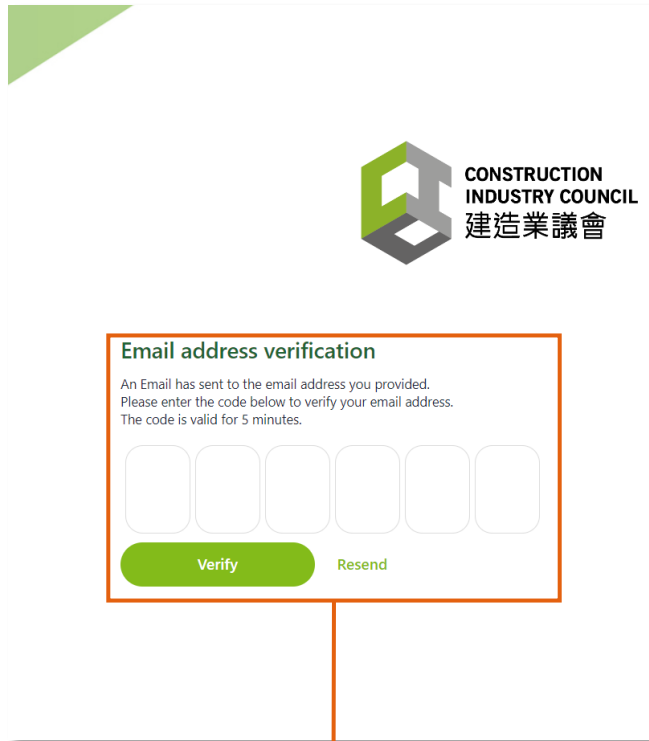 CONSTRUCTION
INDUSTRY COUNCIL
建造業議會
Email address verification
An Email has sent to the email address you provided.
Please enter the code below to verify your email address.
The code is valid for 5 minutes.
Verify
Resend